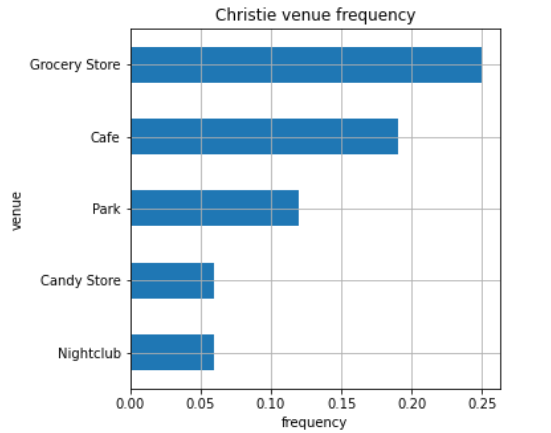 Christie venue frequency
Grocery Store
Cafe
Park
Candy Store
Nightclub
venue
0.00 0.05 0.10 0.15 0.20 0.25
frequency